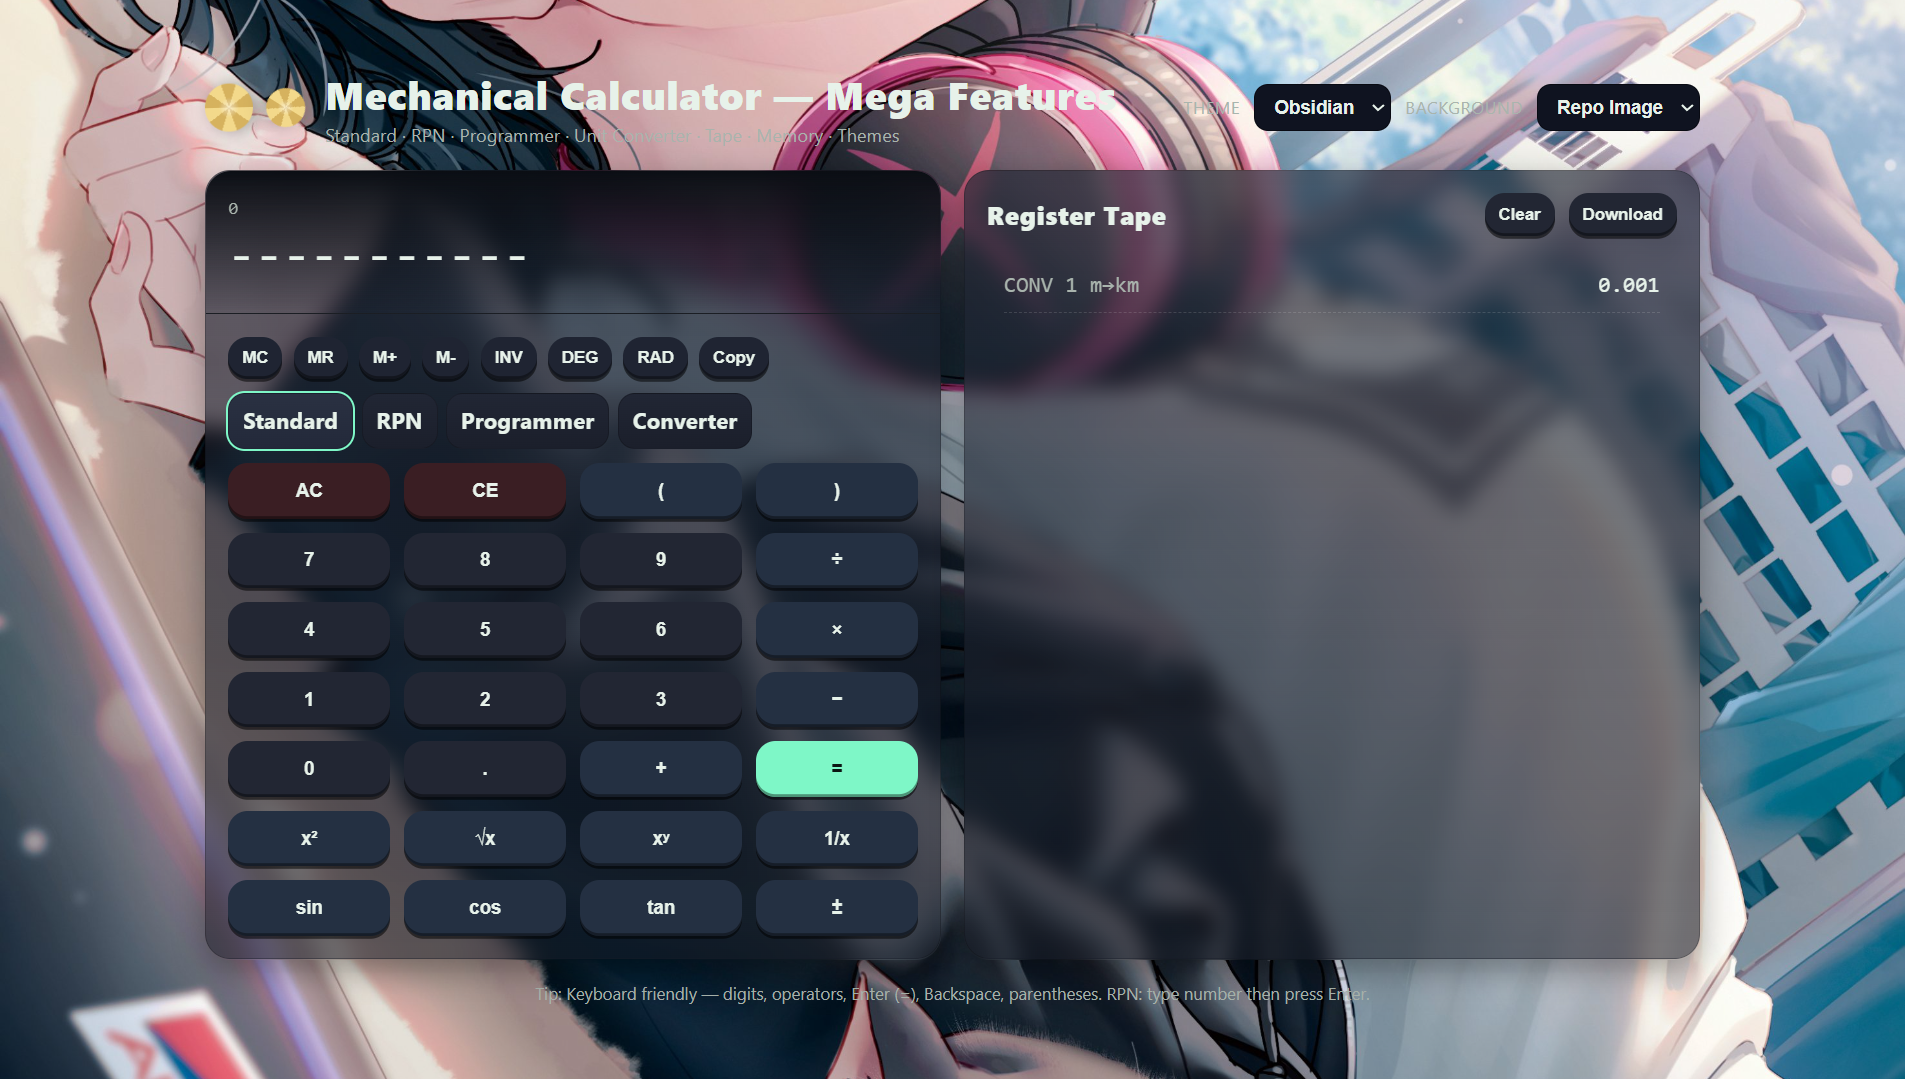 Mechanical Calculator — Mega Features
Standard · RPN · Programmer · Unit Converter · Tape · Memory · Themes
THEME Obsidian BACKGROUND Repo Image
0
-----------
MC MR M+ M- INV DEG RAD Copy
Standard RPN Programmer Converter
AC CE ( )
7 8 9 ÷
4 5 6 ×
1 2 3 −
0 . + =
x² √x xʸ 1/x
sin cos tan ±
Register Tape Clear Download
CONV 1 m→km 0.001
Tip: Keyboard friendly — digits, operators, Enter (=), Backspace, parentheses. RPN: type number then press Enter.